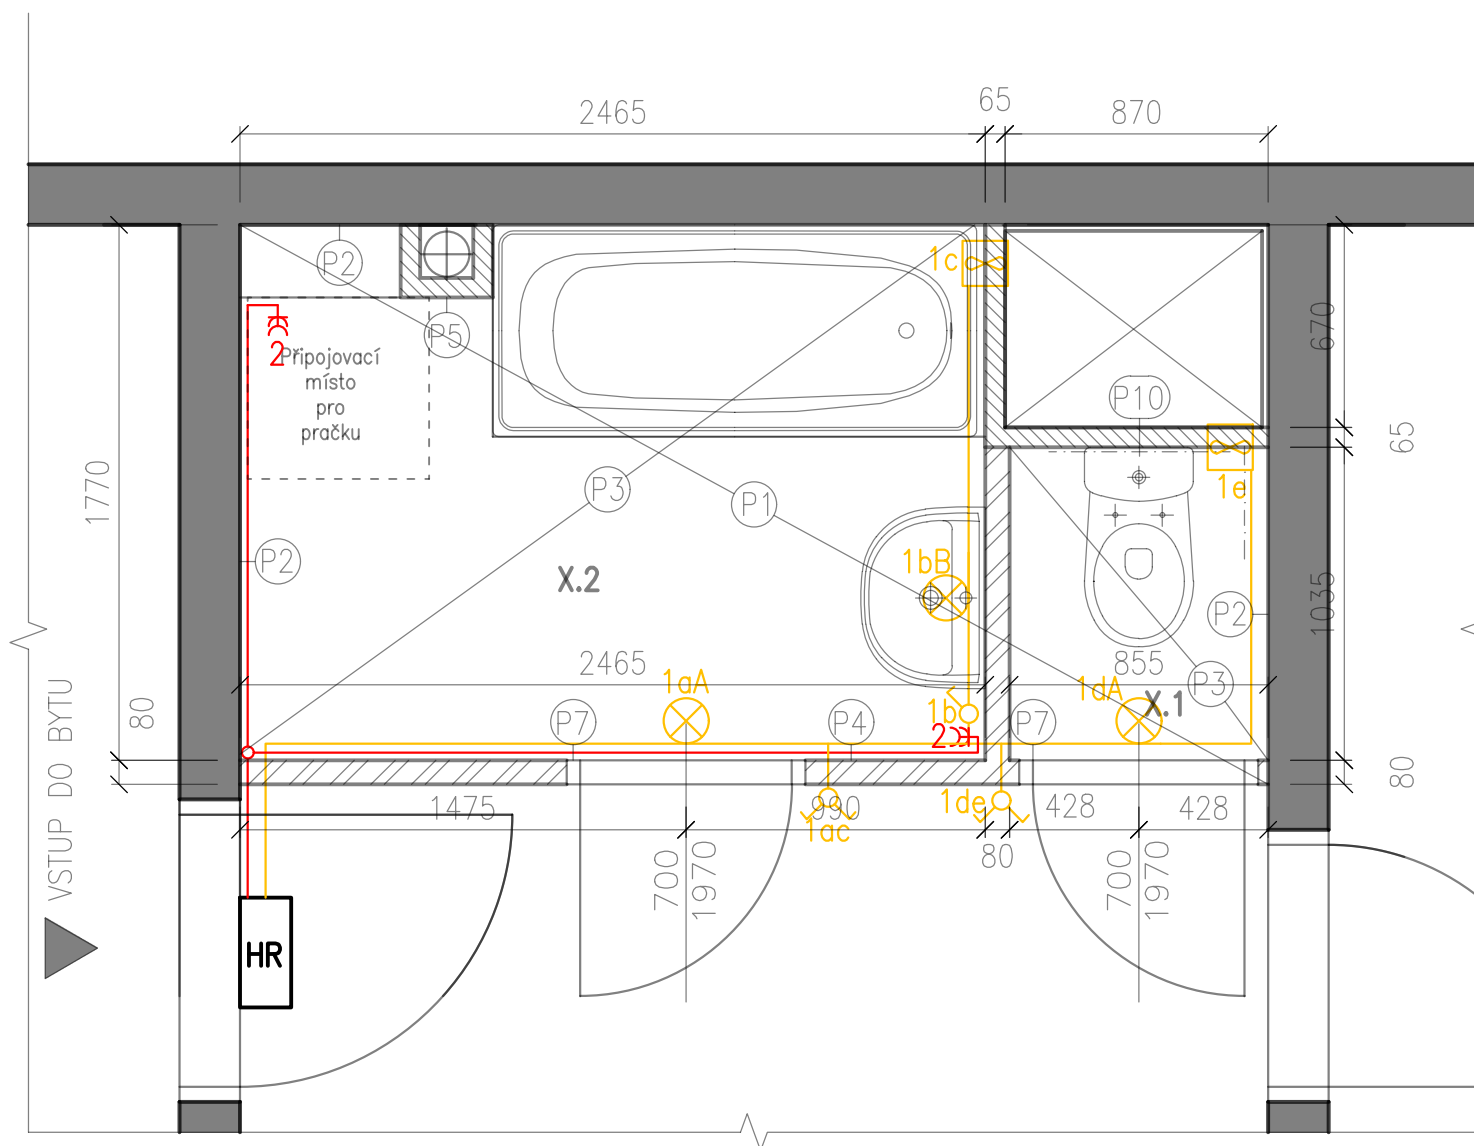 2465
65
870
P2
1c
P5
2
Připojovací
místo
pro
pračku
P10
670
65
1e
P3
P1
1770
P2
X.2
1bB
P2
1035
2465
855
1aA
1dA
P3
X.1
80
VSTUP DO BYTU
P7
P4
1b
2
P7
1475
990
1ac
1de
428
428
80
80
700
1970
700
1970
HR